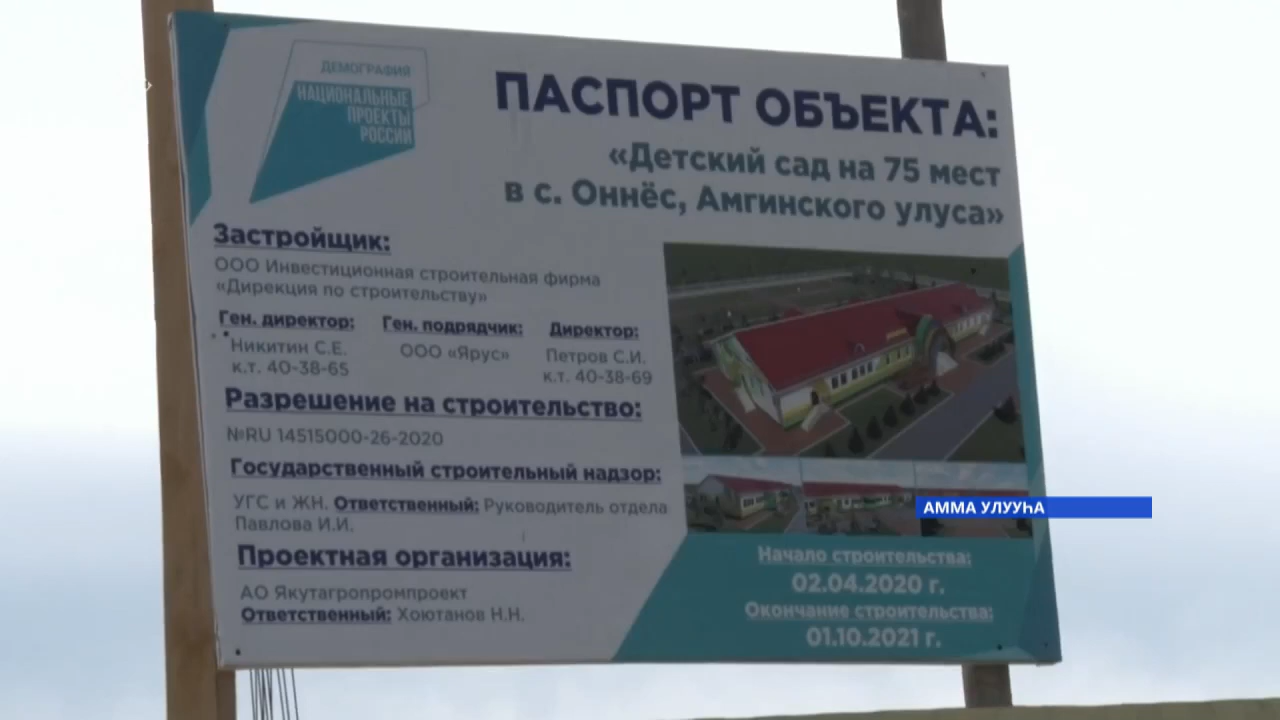 ДЕМОГРАФИЯ
НАЦИОНАЛЬНЫЕ
ПРОЕКТЫ
РОССИИ
ПАСПОРТ ОБЪЕКТА:
«Детский сад на 75 мест
в с. Оннёс, Амгинского улуса»
Застройщик:
ООО Инвестиционная строительная фирма
«Дирекция по строительству»
Ген. директор:
Никитин С.Е.
к.т. 40-38-65
Ген. подрядчик:
ООО «Ярус»
Директор:
Петров С.И.
к.т. 40-38-69
Разрешение на строительство:
№RU 14515000-26-2020
Государственный строительный надзор:
УГС и ЖН. Ответственный: Руководитель отдела
Павлова И.И.
Проектная организация:
АО Якутагропромпроект
Ответственный: Хоютанов Н.Н.
АММА УЛУУҺА
Начало строительства:
02.04.2020 г.
Окончание строительства:
01.10.2021 г.